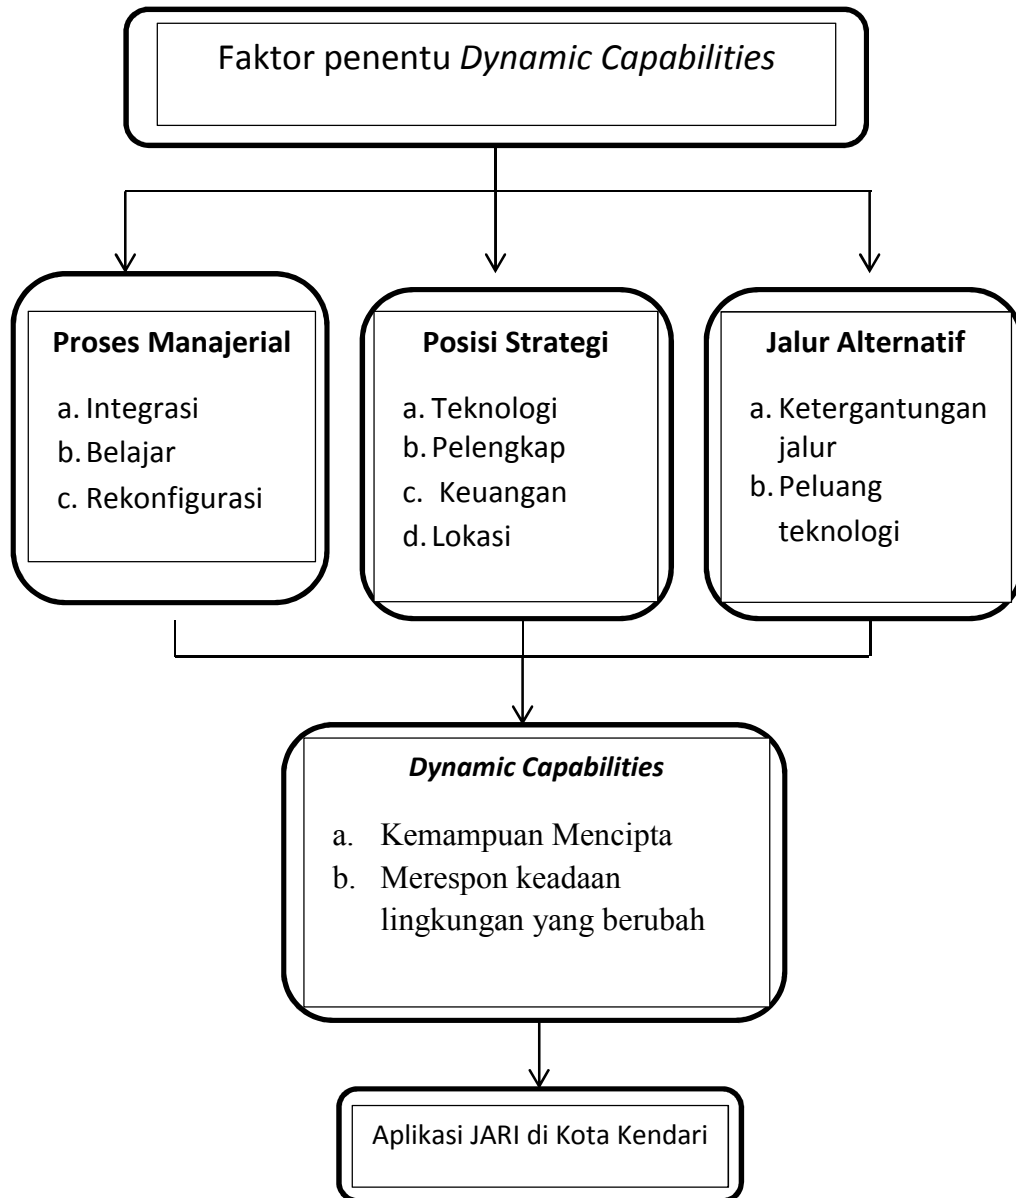 Faktor penentu Dynamic Capabilities
Proses Manajerial
a. Integrasi
b. Belajar
c. Rekonfigurasi
Posisi Strategi
a. Teknologi
b. Pelengkap
c. Keuangan
d. Lokasi
Jalur Alternatif
a. Ketergantungan
jalur
b. Peluang
teknologi
Dynamic Capabilities
a. Kemampuan Mencipta
b. Merespon keadaan
lingkungan yang berubah
Aplikasi JARI di Kota Kendari